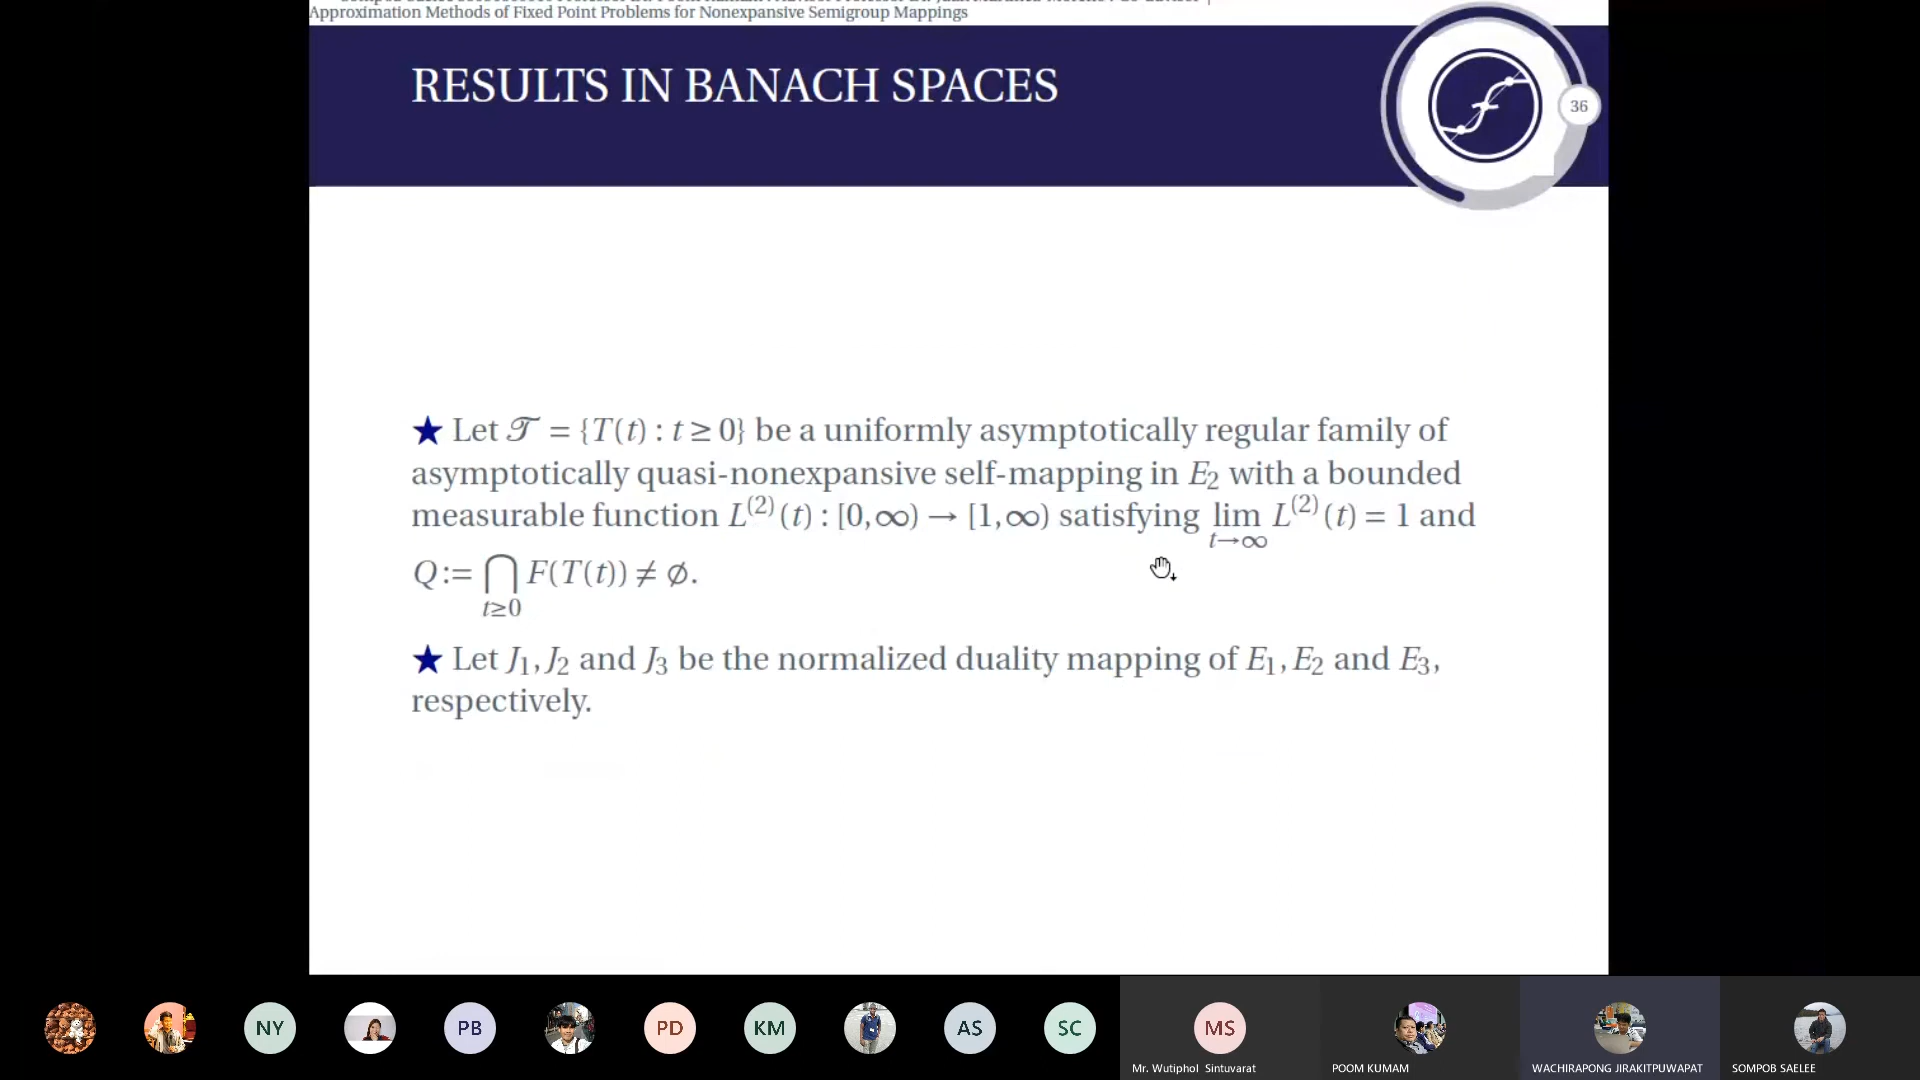 Approximation Methods of Fixed Point Problems for Nonexpansive Semigroup Mappings
RESULTS IN BANACH SPACES
36
★ Let 𝒯 = {T(t) : t ≥ 0} be a uniformly asymptotically regular family of
asymptotically quasi-nonexpansive self-mapping in E₂ with a bounded
measurable function L⁽²⁾(t) : [0,∞) → [1,∞) satisfying lim L⁽²⁾(t) = 1 and
t→∞
Q := ⋂ F(T(t)) ≠ ∅.
t≥0
★ Let J₁, J₂ and J₃ be the normalized duality mapping of E₁, E₂ and E₃,
respectively.
NY
PB
PD
KM
AS
SC
MS
Mr. Wutiphol Sintuvarat
POOM KUMAM
WACHIRAPONG JIRAKITPUWAPAT
SOMPOB SAELEE